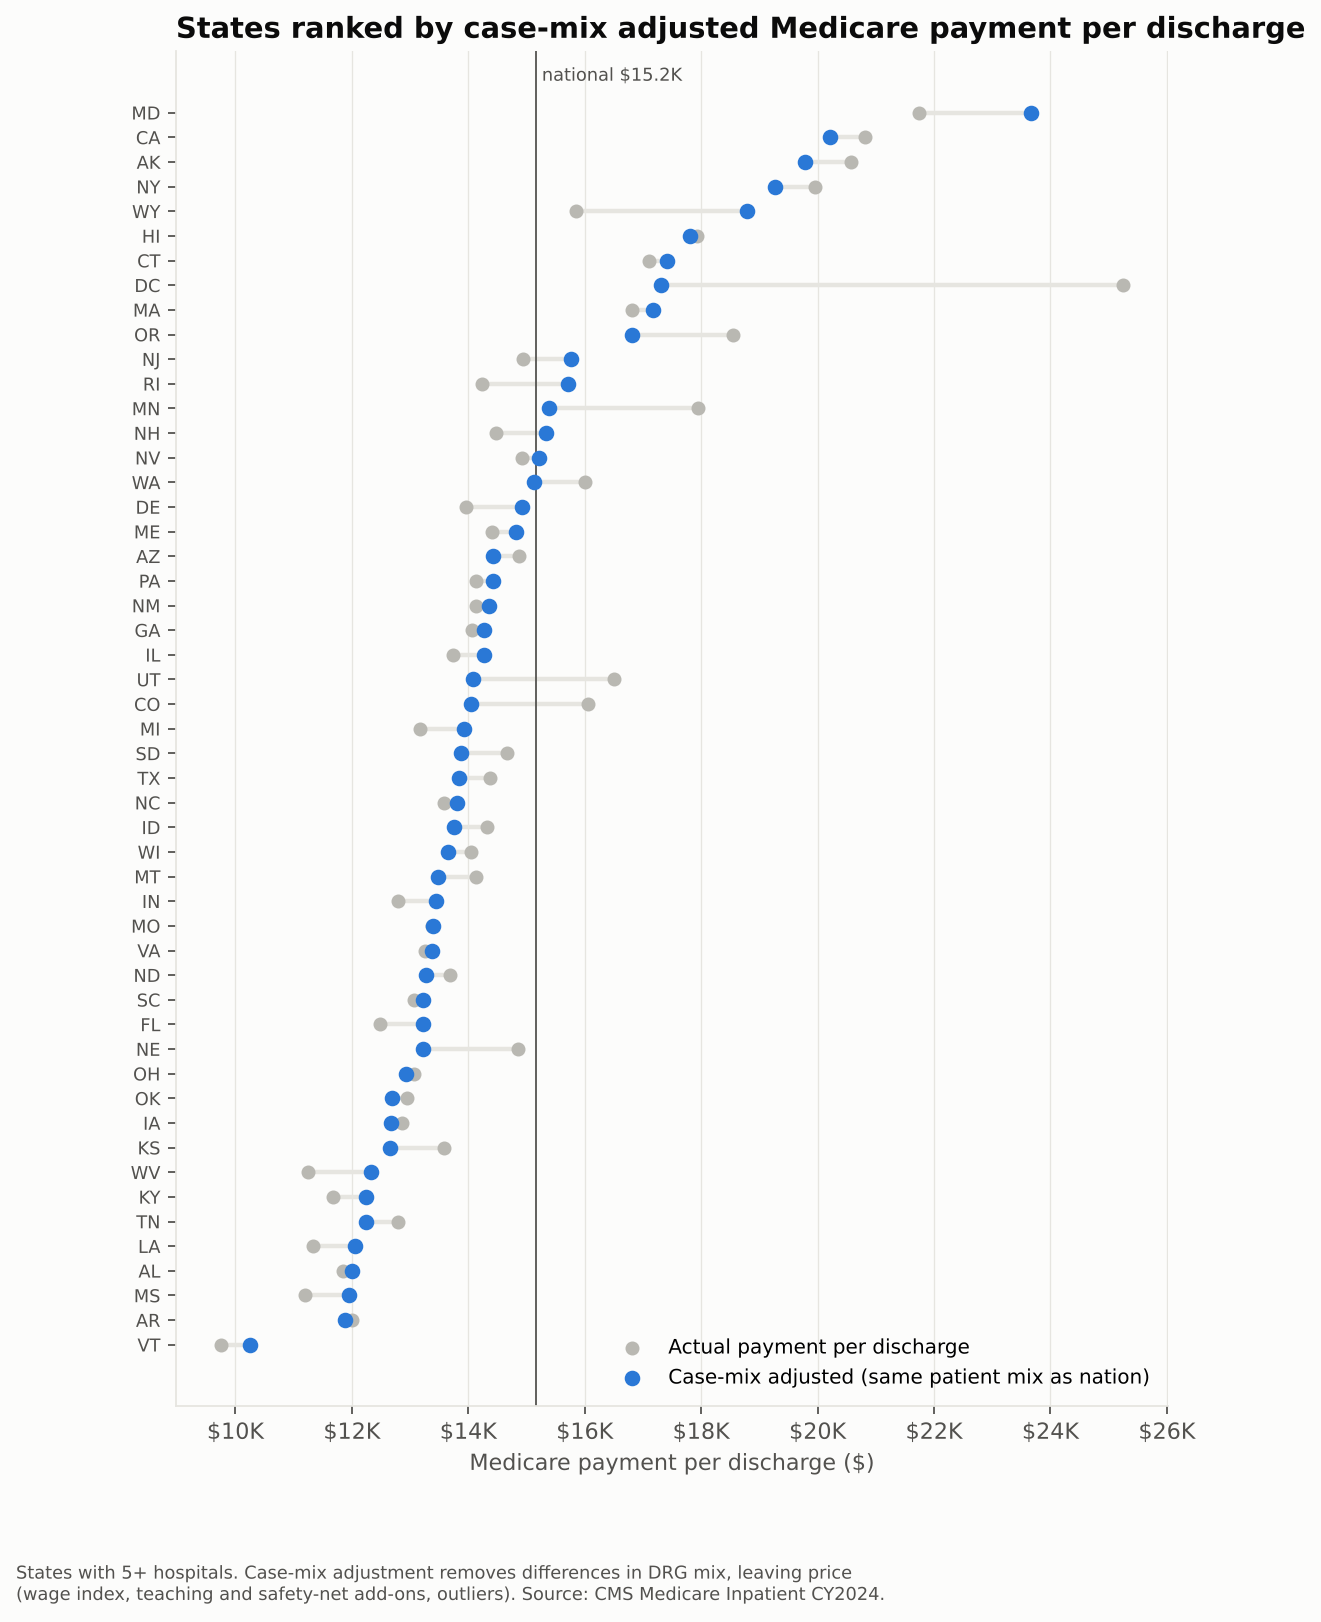 States ranked by case-mix adjusted Medicare payment per discharge
national $15.2K
MD
CA
AK
NY
WY
HI
CT
DC
MA
OR
NJ
RI
MN
NH
NV
WA
DE
ME
AZ
PA
NM
GA
IL
UT
CO
MI
SD
TX
NC
ID
WI
MT
IN
MO
VA
ND
SC
FL
NE
OH
OK
IA
KS
WV
KY
TN
LA
AL
MS
AR
VT
Actual payment per discharge
Case-mix adjusted (same patient mix as nation)
$10K $12K $14K $16K $18K $20K $22K $24K $26K
Medicare payment per discharge ($)
States with 5+ hospitals. Case-mix adjustment removes differences in DRG mix, leaving price
(wage index, teaching and safety-net add-ons, outliers). Source: CMS Medicare Inpatient CY2024.